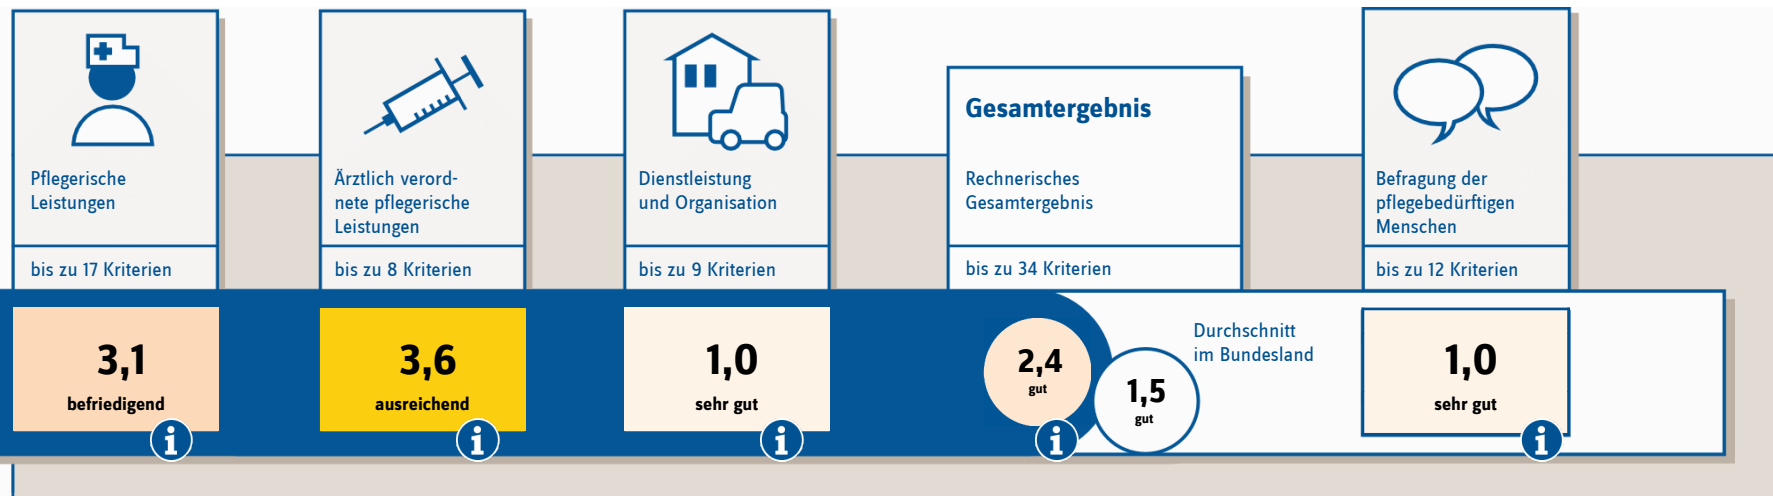 Pflegerische
Leistungen
bis zu 17 Kriterien
3,1
befriedigend
i
Ärztlich verord-
nete pflegerische
Leistungen
bis zu 8 Kriterien
3,6
ausreichend
i
Dienstleistung
und Organisation
bis zu 9 Kriterien
1,0
sehr gut
i
Gesamtergebnis
Rechnerisches
Gesamtergebnis
bis zu 34 Kriterien
2,4
gut
i
1,5
gut
Durchschnitt
im Bundesland
Befragung der
pflegebedürftigen
Menschen
bis zu 12 Kriterien
1,0
sehr gut
i